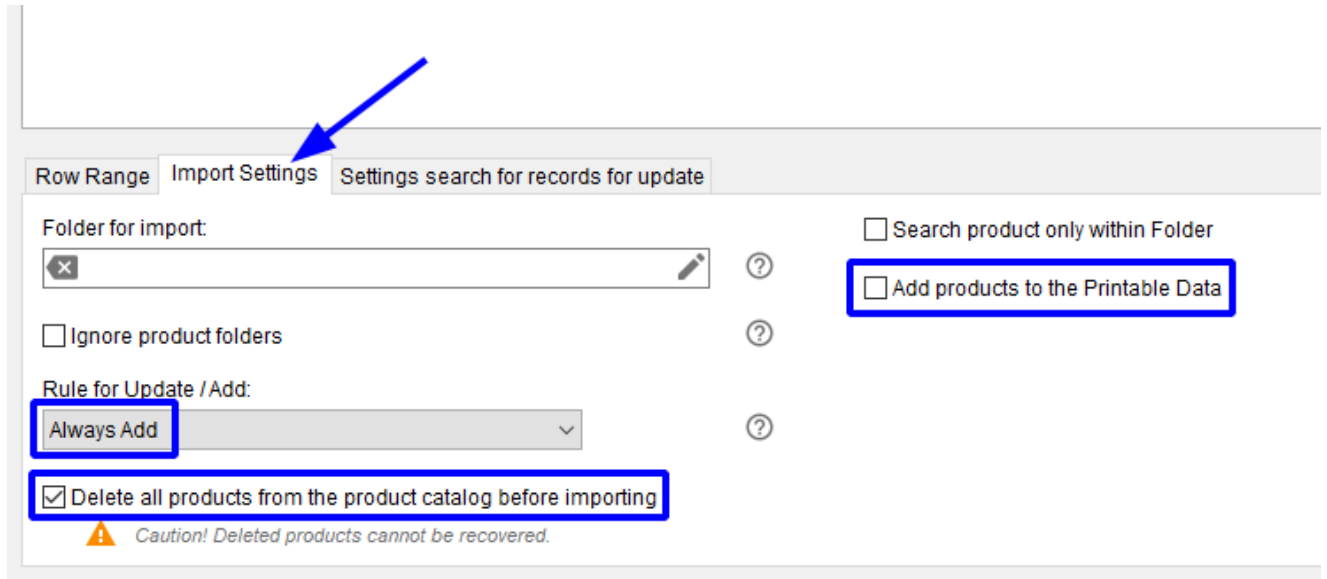 Row Range
Import Settings
Settings search for records for update
Folder for import:
Search product only within Folder
Add products to the Printable Data
Ignore product folders
Rule for Update / Add:
Always Add
Delete all products from the product catalog before importing
Caution! Deleted products cannot be recovered.